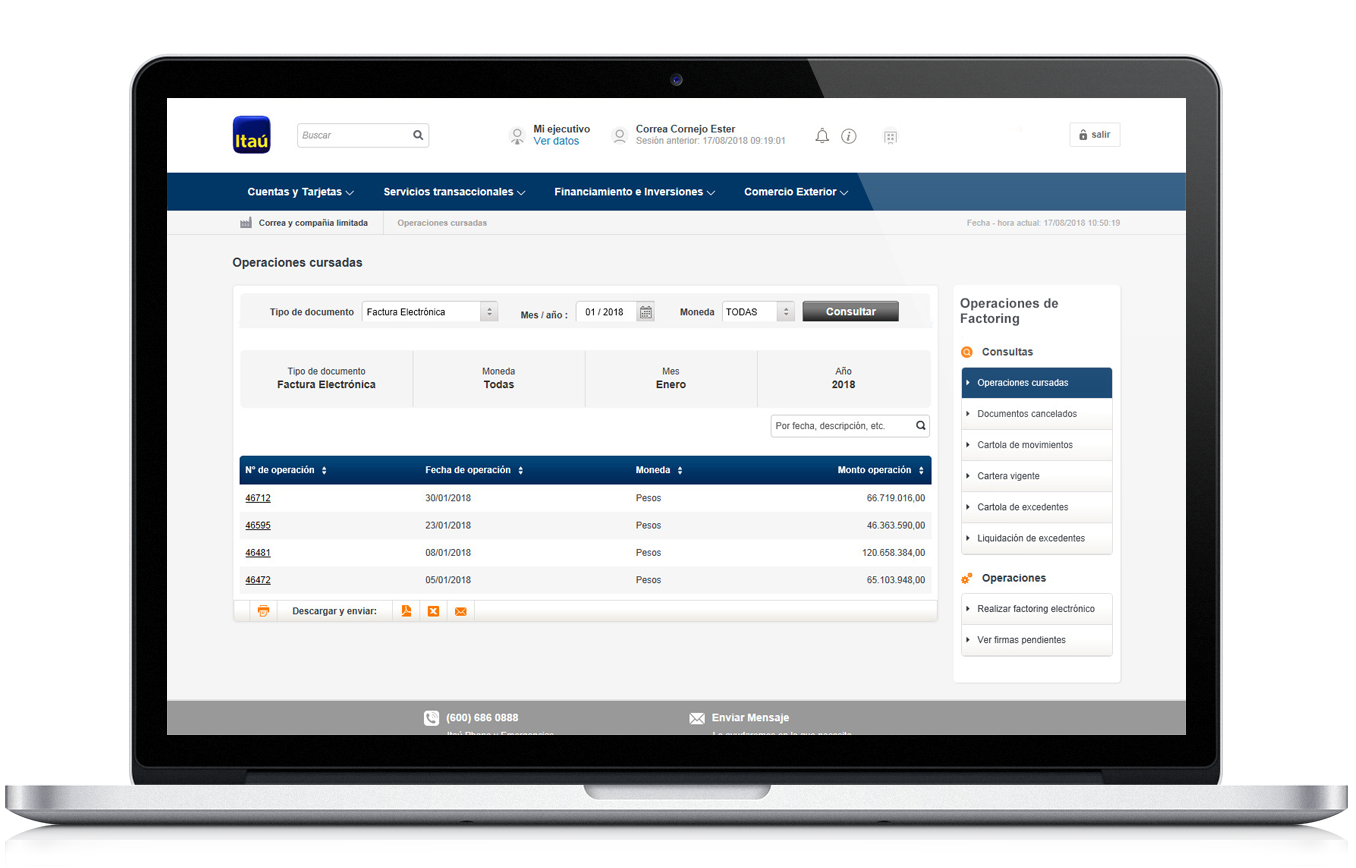 Itaú
Buscar
Mi ejecutivo
Ver datos
Correa Cornejo Ester
Sesión anterior: 17/08/2018 09:19:01
salir
Cuentas y Tarjetas
Servicios transaccionales
Financiamiento e Inversiones
Comercio Exterior
Correa y compañia limitada
Operaciones cursadas
Fecha - hora actual: 17/08/2018 10:50:19
Operaciones cursadas
Tipo de documento Factura Electrónica Mes / año : 01 / 2018 Moneda TODAS Consultar
Tipo de documento Moneda Mes Año
Factura Electrónica Todas Enero 2018
Por fecha, descripción, etc.
Nº de operación Fecha de operación Moneda Monto operación
46712 30/01/2018 Pesos 66.719.016,00
46595 23/01/2018 Pesos 46.363.590,00
46481 08/01/2018 Pesos 120.658.384,00
46472 05/01/2018 Pesos 65.103.948,00
Descargar y enviar:
Operaciones de
Factoring
Consultas
Operaciones cursadas
Documentos cancelados
Cartola de movimientos
Cartera vigente
Cartola de excedentes
Liquidación de excedentes
Operaciones
Realizar factoring electrónico
Ver firmas pendientes
(600) 686 0888
Enviar Mensaje